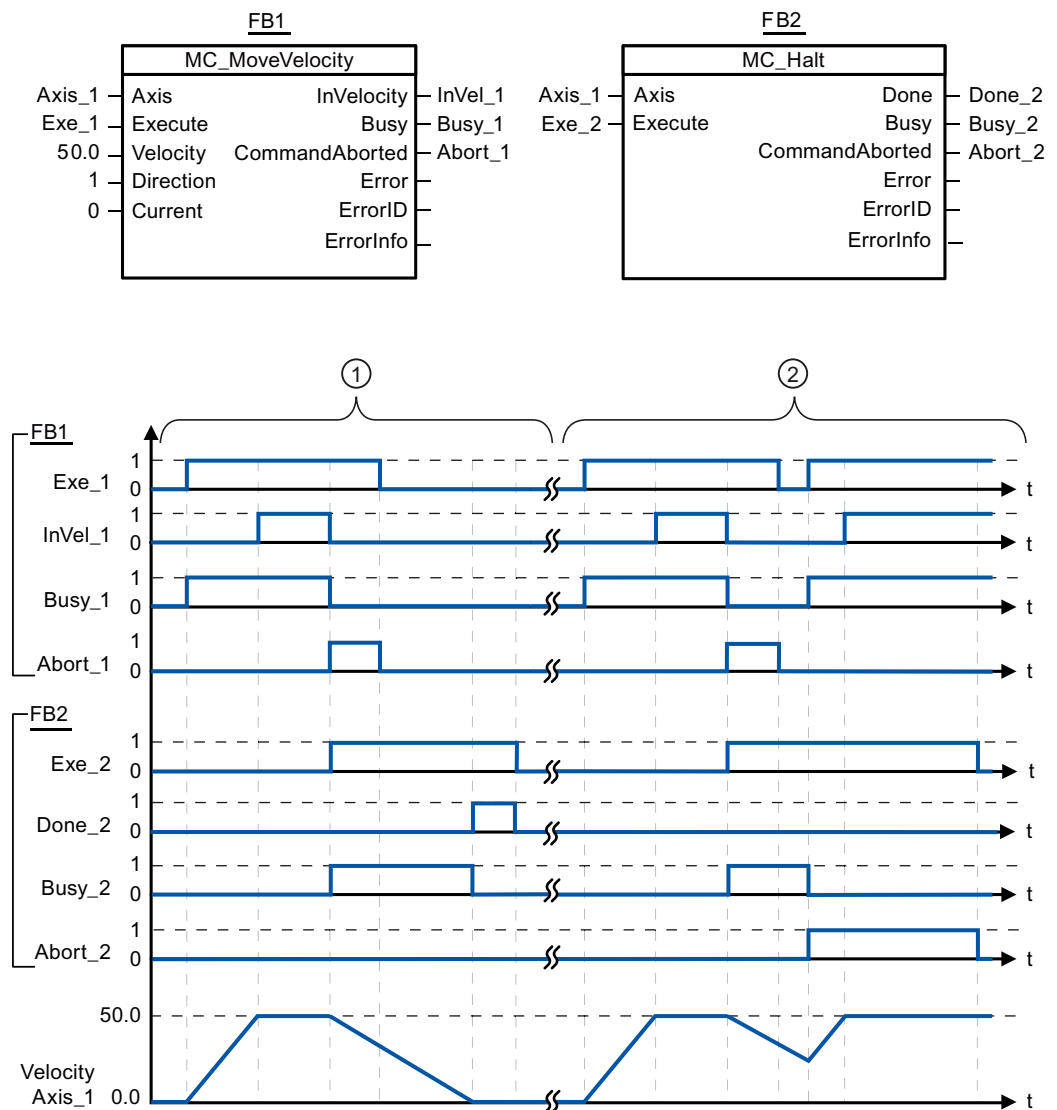 FB1 FB2
MC_MoveVelocity MC_Halt
Axis_1 Axis InVelocity InVel_1 Axis_1 Axis Done Done_2
Exe_1 Execute Busy Busy_1 Exe_2 Execute Busy Busy_2
50.0 Velocity CommandAborted Abort_1 CommandAborted Abort_2
1 Direction Error Error
0 Current ErrorID ErrorID
ErrorInfo ErrorInfo
1 2
FB1
1
Exe_1 0 t
1
InVel_1 0 t
1
Busy_1 0 t
1
Abort_1 0 t
FB2
1
Exe_2 0 t
1
Done_2 0 t
1
Busy_2 0 t
1
Abort_2 0 t
50.0
Velocity
Axis_1 0.0 t